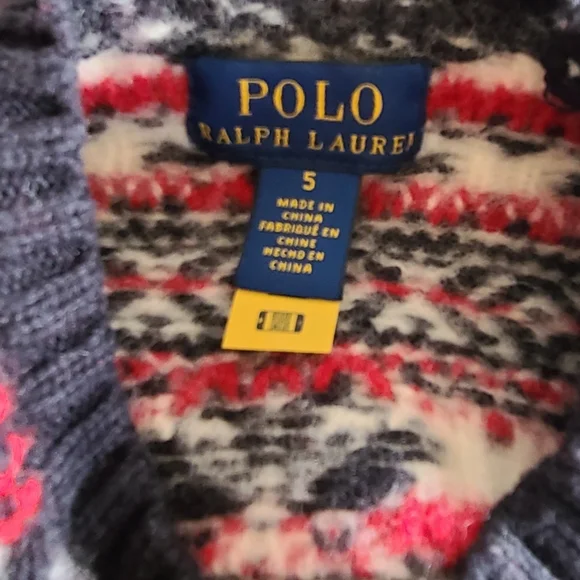 POLO
RALPH LAUREN
5
MADE IN
CHINA
FABRIQUÉ EN
CHINE
HECHO EN
CHINA